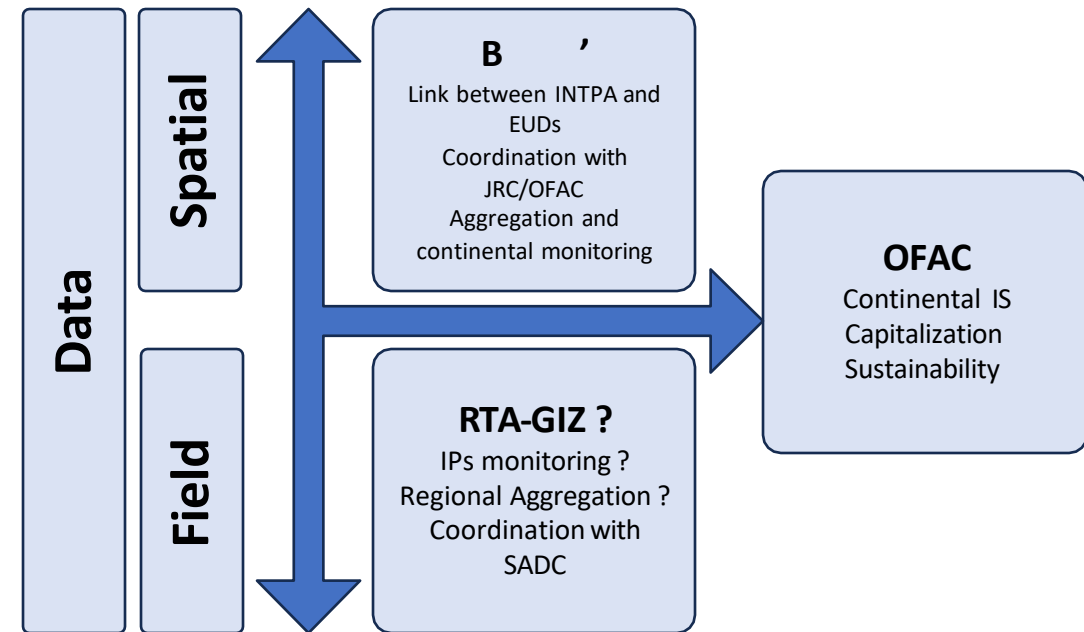 Data
Spatial
Field
B ’
Link between INTPA and
EUDs
Coordination with
JRC/OFAC
Aggregation and
continental monitoring
RTA-GIZ ?
IPs monitoring ?
Regional Aggregation ?
Coordination with
SADC
OFAC
Continental IS
Capitalization
Sustainability